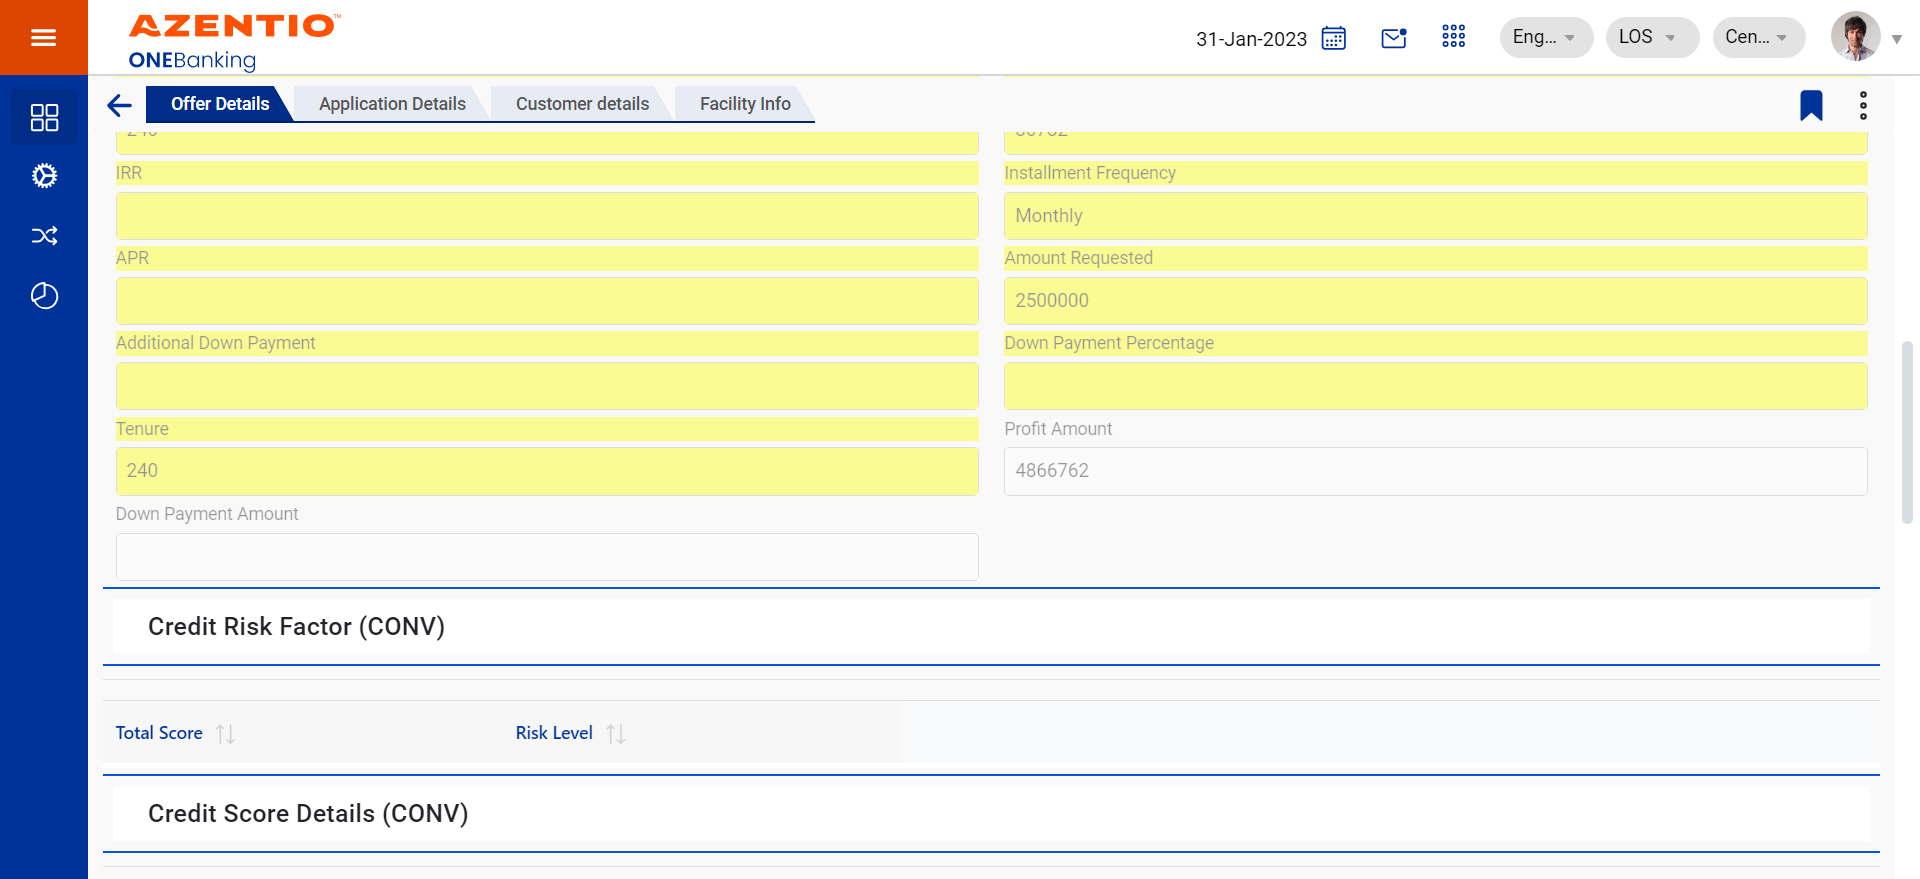 AZENTIO™
ONEBanking
31-Jan-2023
Eng...
LOS
Cen...
Offer Details
Application Details
Customer details
Facility Info
IRR
Installment Frequency
Monthly
APR
Amount Requested
2500000
Additional Down Payment
Down Payment Percentage
Tenure
Profit Amount
240
4866762
Down Payment Amount
Credit Risk Factor (CONV)
Total Score
Risk Level
Credit Score Details (CONV)